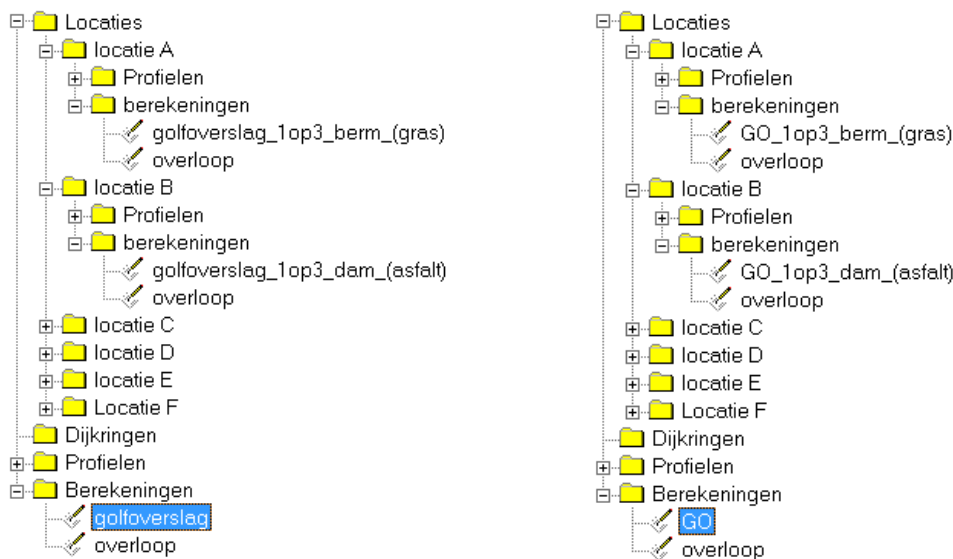 Locaties
locatie A
Profielen
berekeningen
golfoverslag_1op3_berm_(gras)
overloop
locatie B
Profielen
berekeningen
golfoverslag_1op3_dam_(asfalt)
overloop
locatie C
locatie D
locatie E
Locatie F
Dijkringen
Profielen
Berekeningen
golfoverslag
overloop
Locaties
locatie A
Profielen
berekeningen
GO_1op3_berm_(gras)
overloop
locatie B
Profielen
berekeningen
GO_1op3_dam_(asfalt)
overloop
locatie C
locatie D
locatie E
Locatie F
Dijkringen
Profielen
Berekeningen
GO
overloop